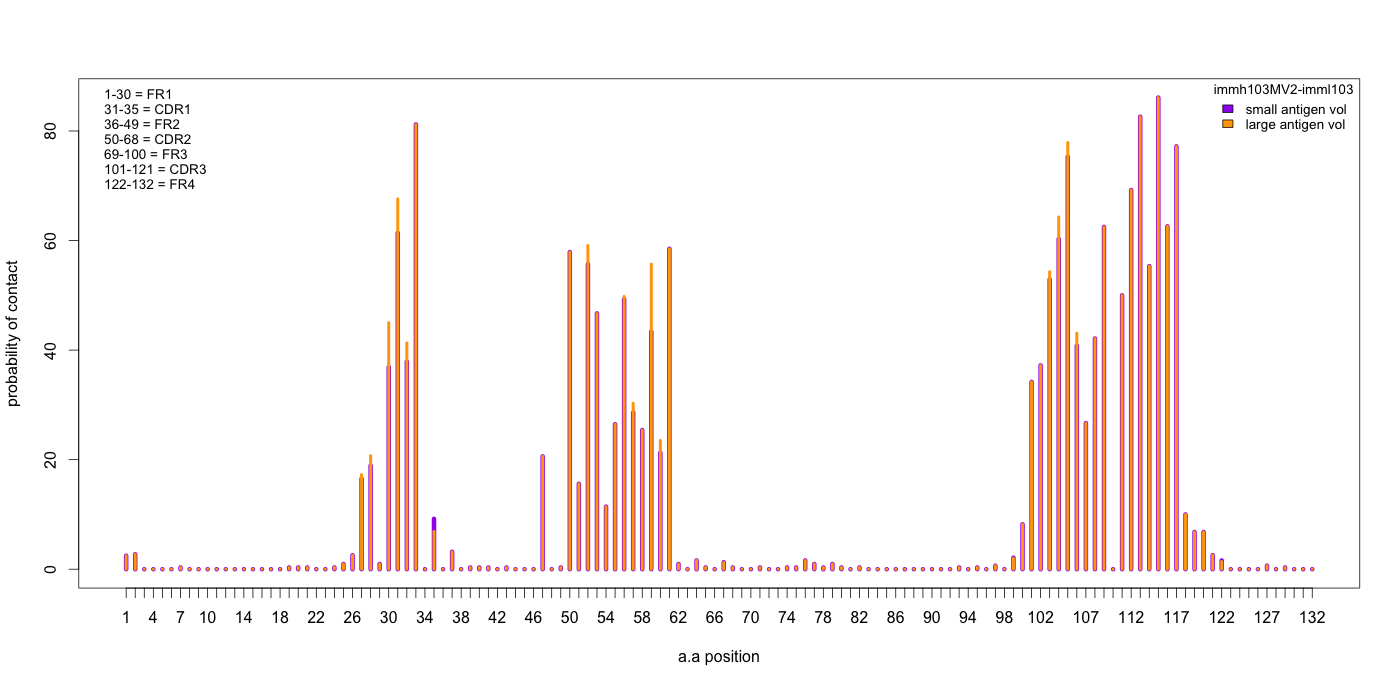 1-30 = FR1
31-35 = CDR1
36-49 = FR2
50-68 = CDR2
69-100 = FR3
101-121 = CDR3
122-132 = FR4
immh103MV2-imml103
small antigen vol
large antigen vol
probability of contact
80
60
40
20
0
1 4 7 10 14 18 22 26 30 34 38 42 46 50 54 58 62 66 70 74 78 82 86 90 94 98 102 107 112 117 122 127 132
a.a position